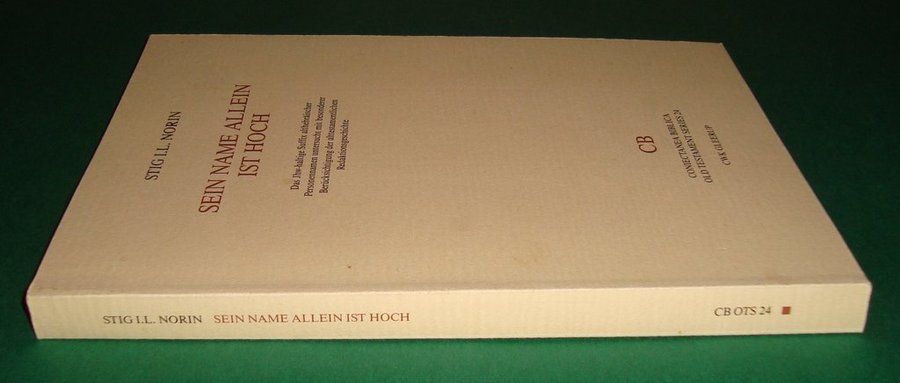 STIG I.L. NORIN
SEIN NAME ALLEIN
IST HOCH
Das Jhw-haltige Suffix althebräischer
Personennamen untersucht mit besonderer
Berücksichtigung der alttestamentlichen
Redaktionsgeschichte
CB
CONIECTANEA BIBLICA
OLD TESTAMENT SERIES 24
CWK GLEERUP
STIG I.L. NORIN SEIN NAME ALLEIN IST HOCH CB OTS 24